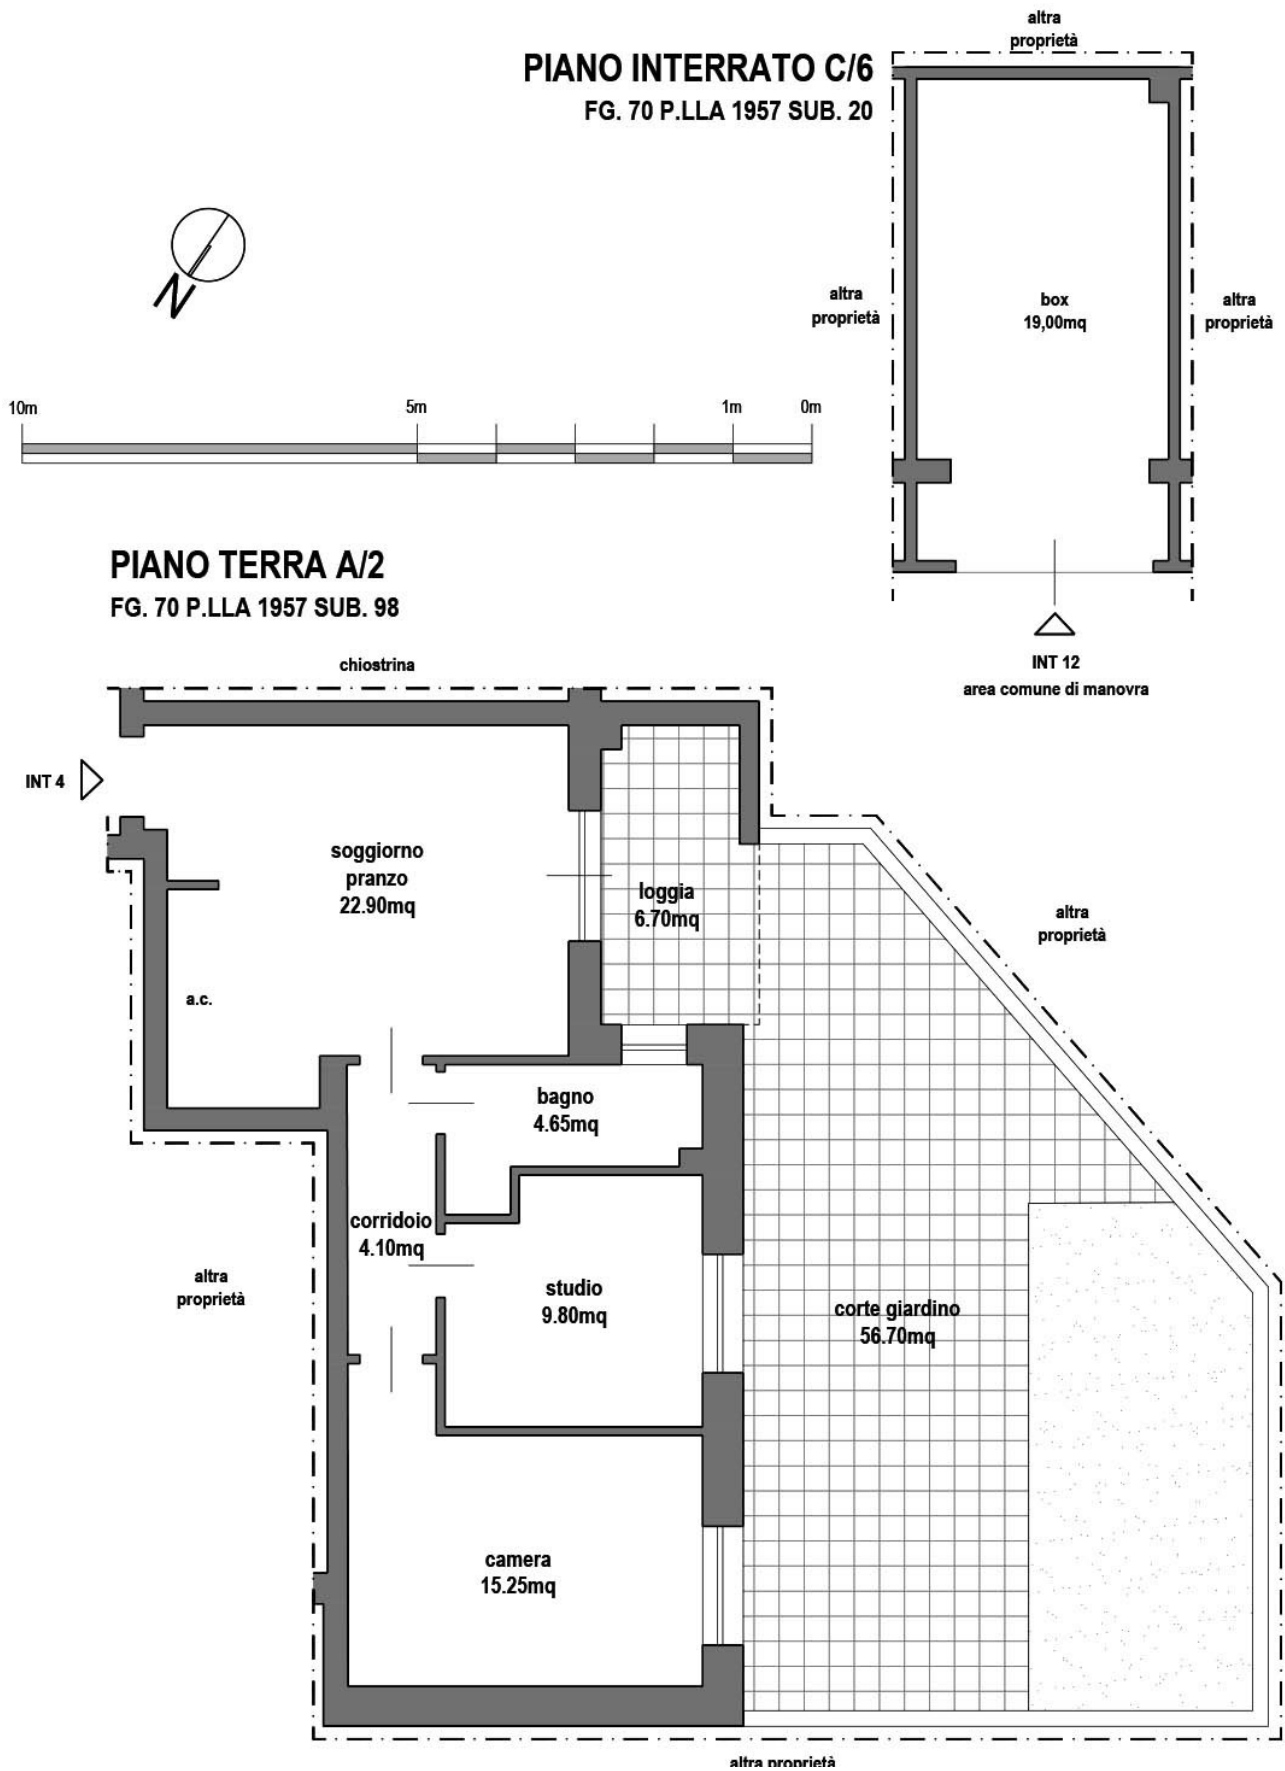 altra
proprietà
PIANO INTERRATO C/6
FG. 70 P.LLA 1957 SUB. 20
N
altra
proprietà
box
19,00mq
altra
proprietà
10m 5m 1m 0m
PIANO TERRA A/2
FG. 70 P.LLA 1957 SUB. 98
INT 12
area comune di manovra
chiostrina
INT 4
soggiorno
pranzo
22.90mq
loggia
6.70mq
altra
proprietà
a.c.
bagno
4.65mq
corridoio
4.10mq
altra
proprietà
studio
9.80mq
corte giardino
56.70mq
camera
15.25mq
altra proprietà